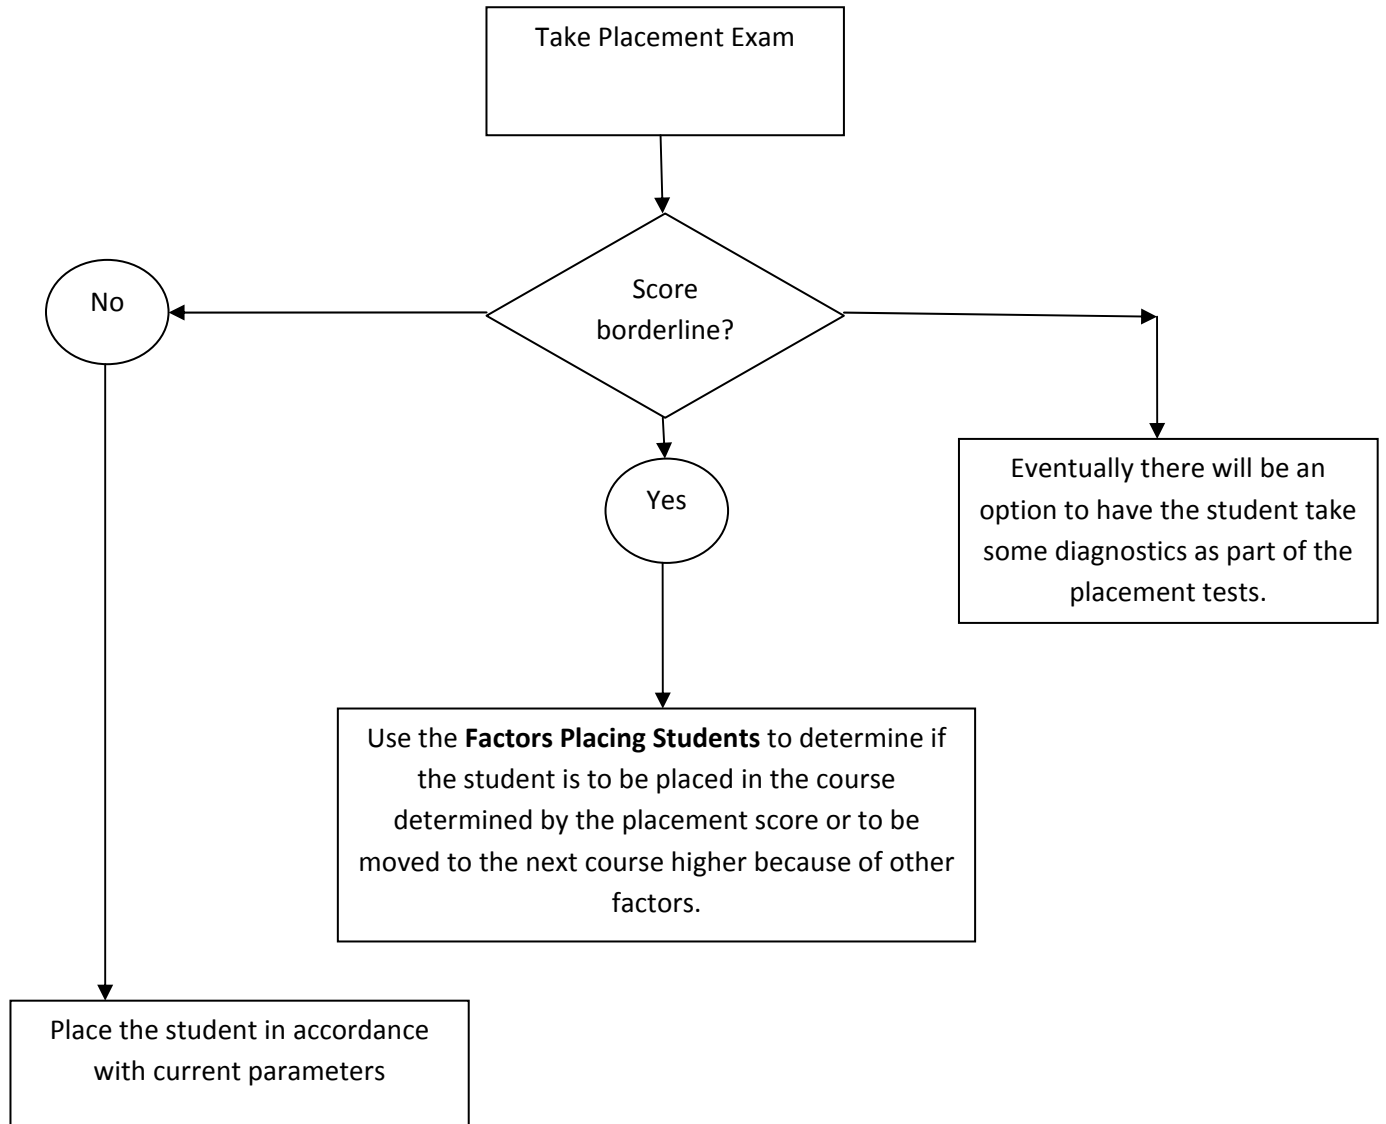 Take Placement Exam
No
Score
borderline?
Yes
Eventually there will be an
option to have the student take
some diagnostics as part of the
placement tests.
Use the Factors Placing Students to determine if
the student is to be placed in the course
determined by the placement score or to be
moved to the next course higher because of other
factors.
Place the student in accordance
with current parameters